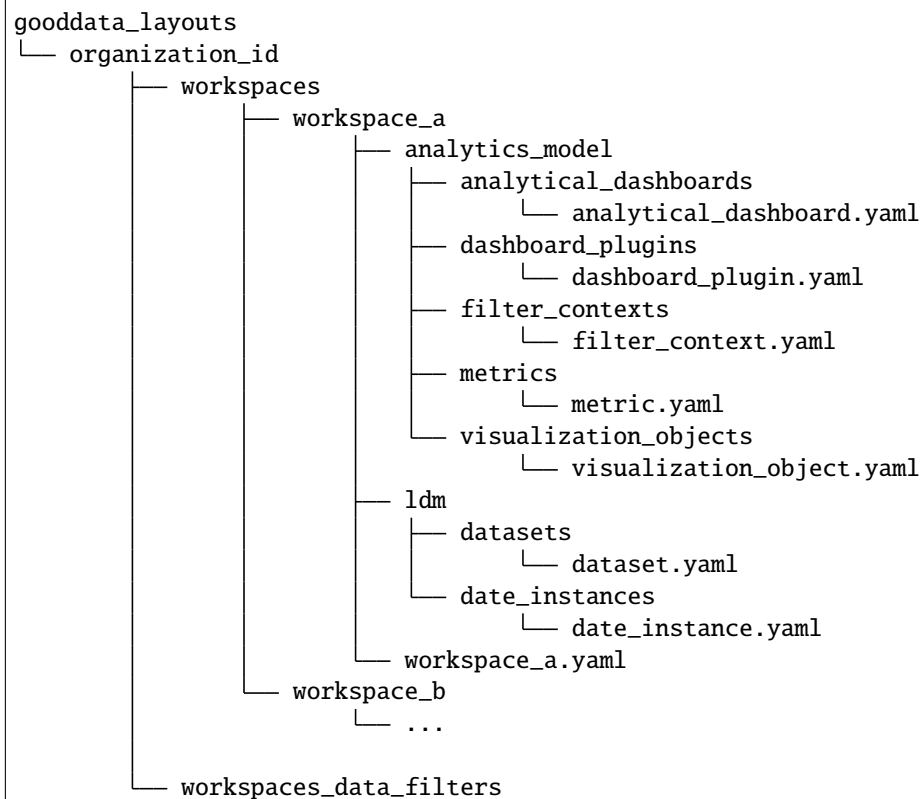 gooddata_layouts
└── organization_id
        ├── workspaces
        │       ├── workspace_a
        │       │       ├── analytics_model
        │       │       │   ├── analytical_dashboards
        │       │       │   │       └── analytical_dashboard.yaml
        │       │       │   ├── dashboard_plugins
        │       │       │   │       └── dashboard_plugin.yaml
        │       │       │   ├── filter_contexts
        │       │       │   │       └── filter_context.yaml
        │       │       │   ├── metrics
        │       │       │   │       └── metric.yaml
        │       │       │   └── visualization_objects
        │       │       │           └── visualization_object.yaml
        │       │       ├── ldm
        │       │       │   ├── datasets
        │       │       │   │       └── dataset.yaml
        │       │       │   └── date_instances
        │       │       │           └── date_instance.yaml
        │       │       └── workspace_a.yaml
        │       └── workspace_b
        │               └── ...
        │
        └── workspaces_data_filters